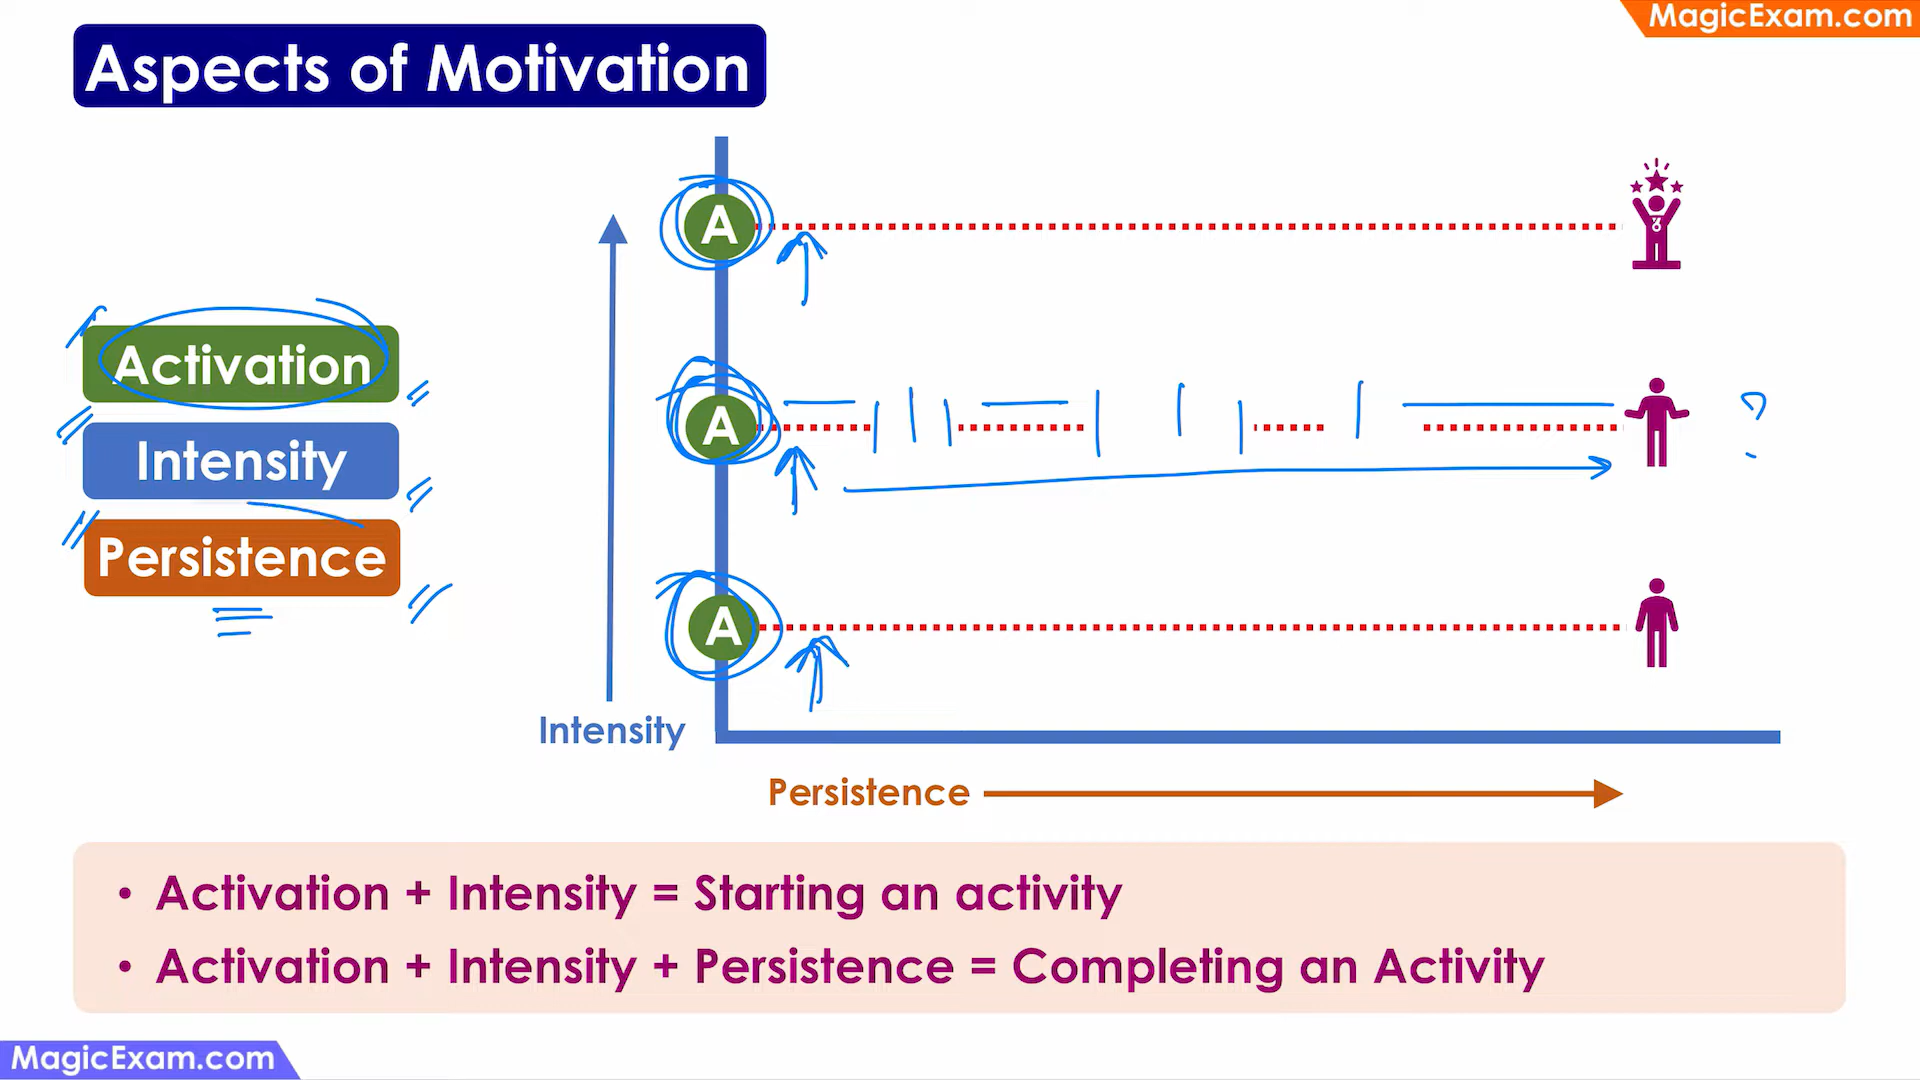 MagicExam.com
Aspects of Motivation
A
Activation
A
?
Intensity
Persistence
A
Intensity
Persistence
• Activation + Intensity = Starting an activity
• Activation + Intensity + Persistence = Completing an Activity
MagicExam.com